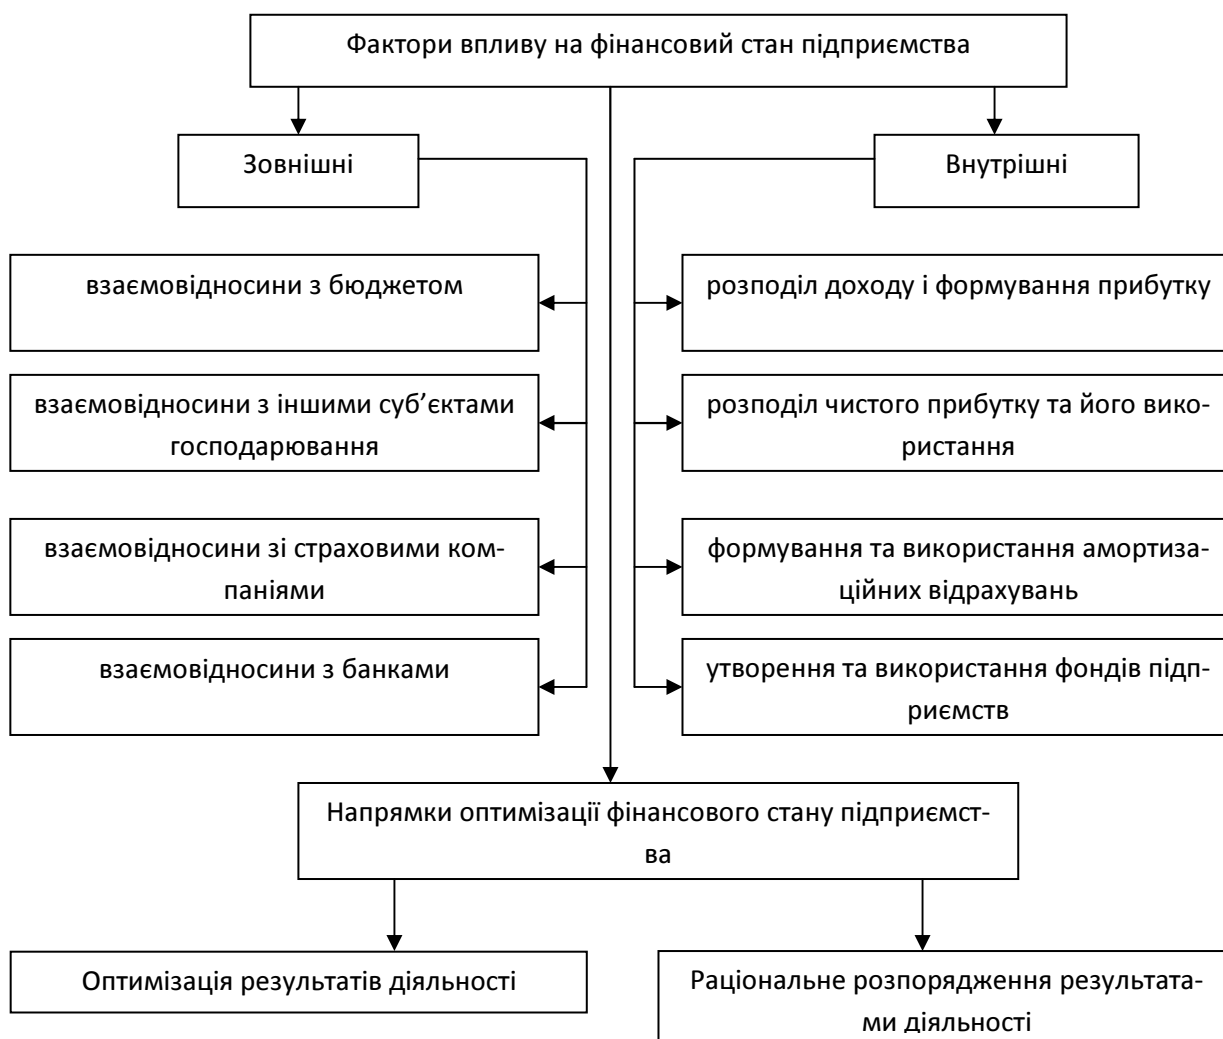 Фактори впливу на фінансовий стан підприємства
Зовнішні
Внутрішні
взаємовідносини з бюджетом
розподіл доходу і формування прибутку
взаємовідносини з іншими суб’єктами
господарювання
розподіл чистого прибутку та його вико-
ристання
взаємовідносини зі страховими ком-
паніями
формування та використання амортиза-
ційних відрахувань
взаємовідносини з банками
утворення та використання фондів підп-
риємств
Напрямки оптимізації фінансового стану підприємст-
ва
Оптимізація результатів діяльності
Раціональне розпорядження результата-
ми діяльності